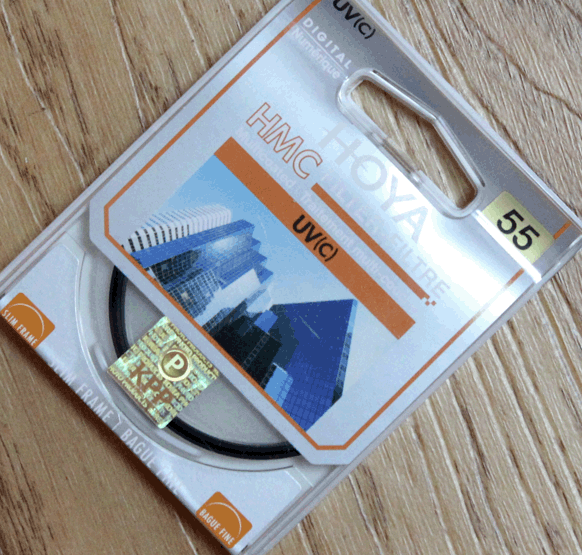 UV(C)
DIGITAL
Numérique
55
HOYA
HMC
FILTRE
UV(C)
SLIM FRAME
P
KPP
SLIM FRAME / BAGUE FINE
BAGUE FINE